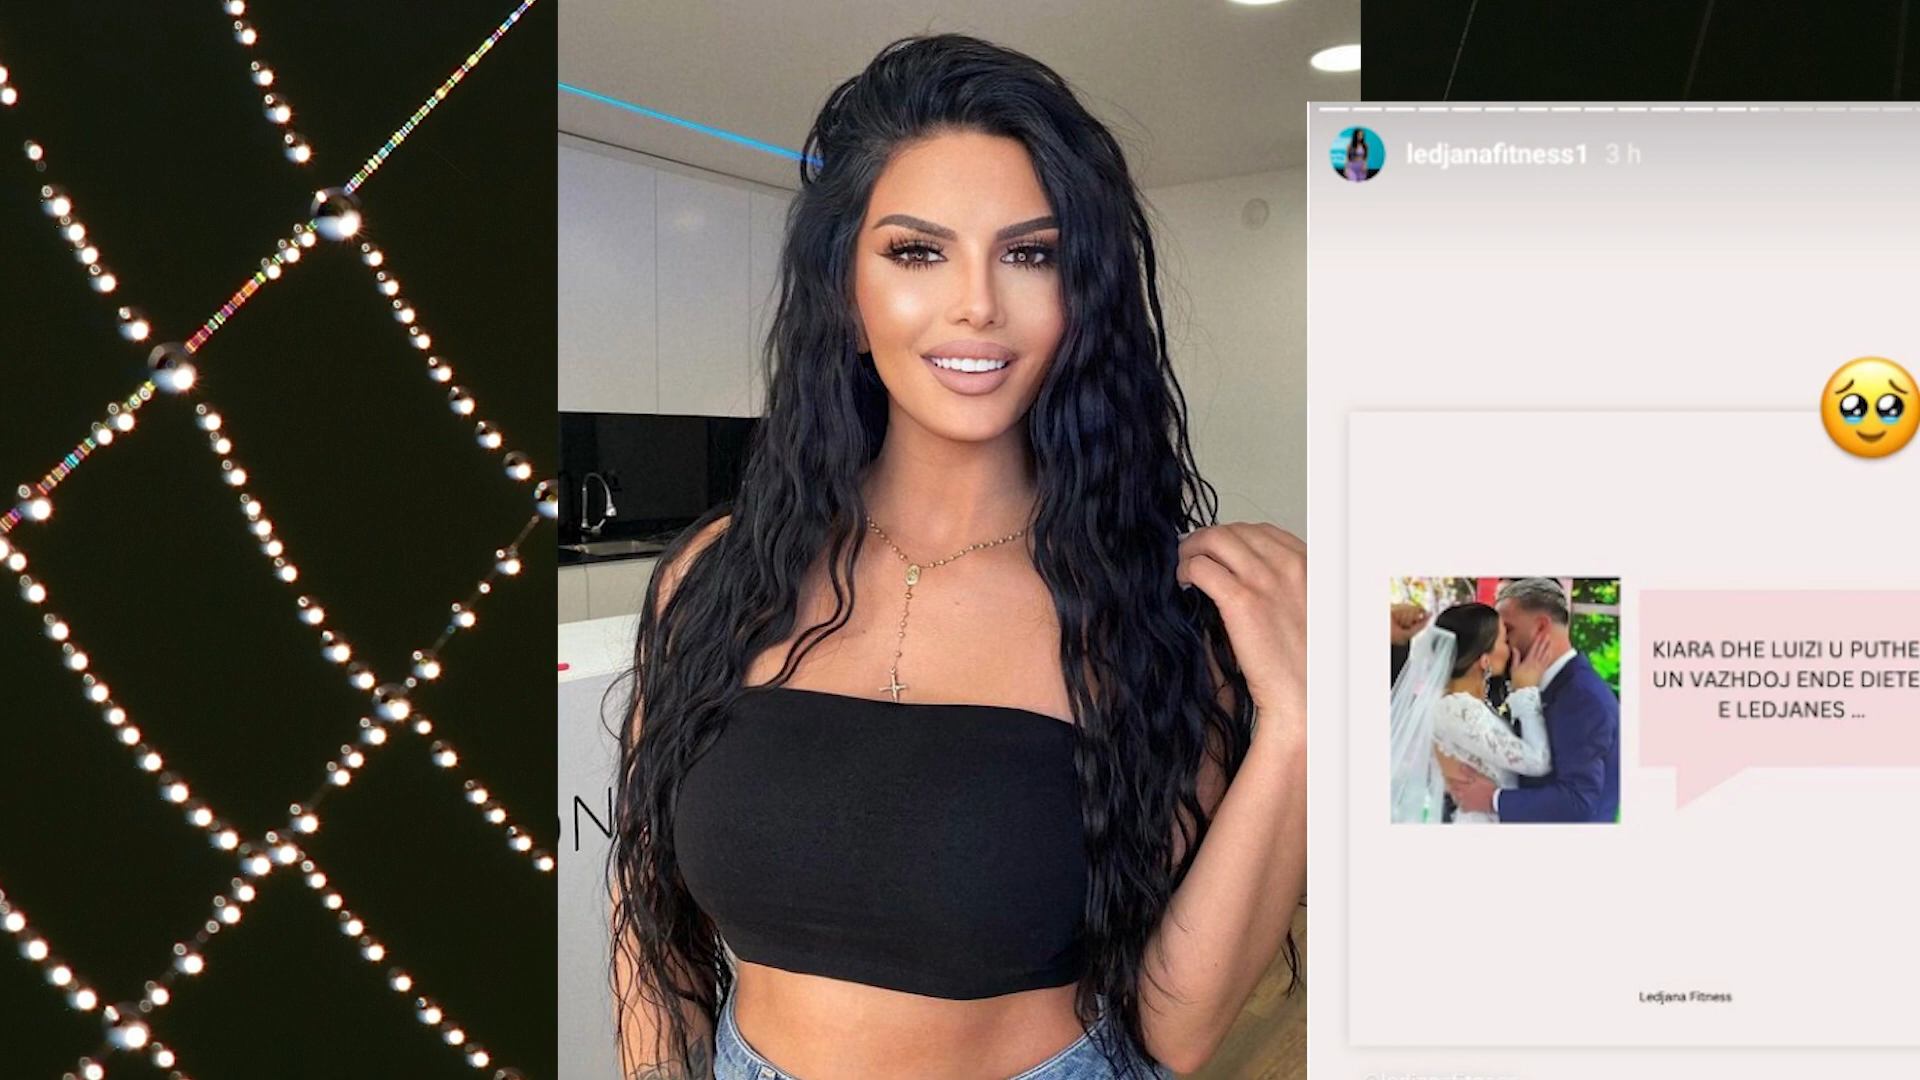 ledjanafitness1 3 h
KIARA DHE LUIZI U PUTHE
UN VAZHDOJ ENDE DIETE
E LEDJANES ...
Ledjana Fitness